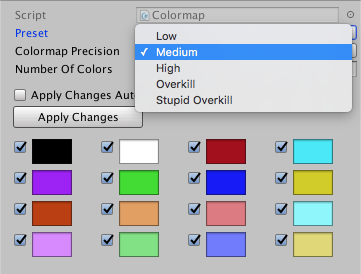 Script Colormap
Preset
Low
Medium
High
Overkill
Stupid Overkill
Colormap Precision
Number Of Colors
Apply Changes Aut
Apply Changes